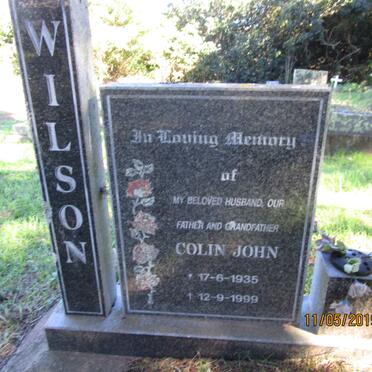 WILSON
In Loving Memory
of
MY BELOVED HUSBAND, OUR
FATHER AND GRANDFATHER
COLIN JOHN
* 17-6-1935
† 12-9-1999
11/05/201